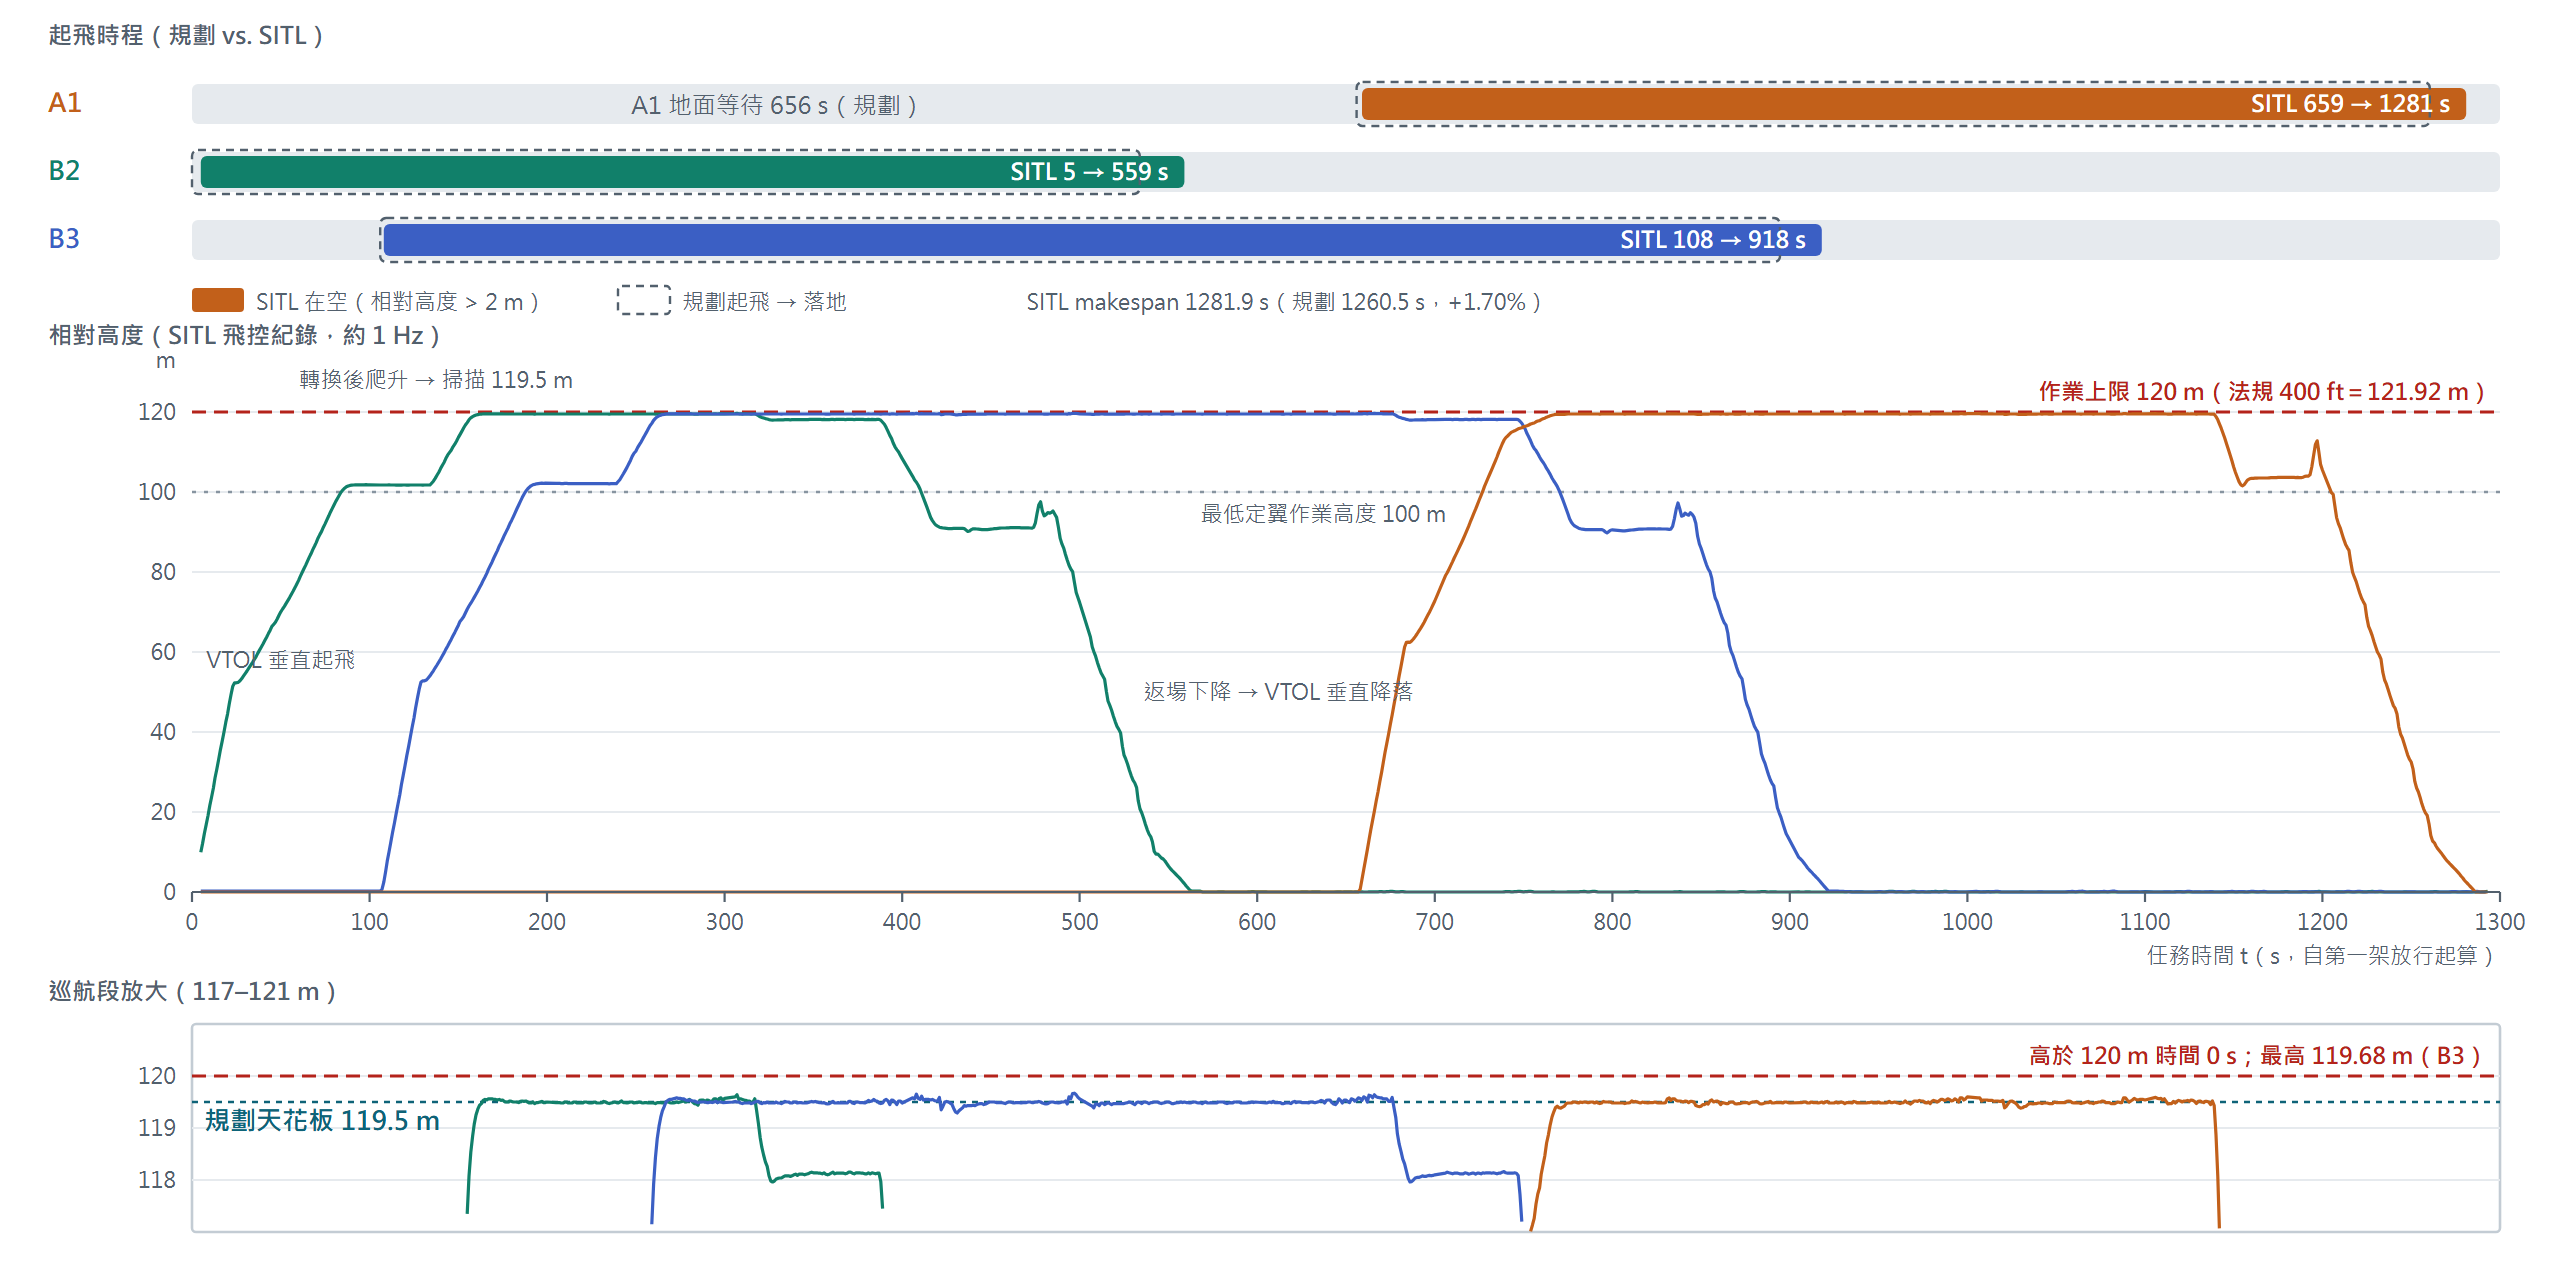 起飛時程（規劃 vs. SITL）
A1
A1 地面等待 656 s（規劃）
SITL 659 → 1281 s
B2
SITL 5 → 559 s
B3
SITL 108 → 918 s
SITL 在空（相對高度 > 2 m）
規劃起飛 → 落地
SITL makespan 1281.9 s（規劃 1260.5 s，+1.70%）
相對高度（SITL 飛控紀錄，約 1 Hz）
m
轉換後爬升 → 掃描 119.5 m
作業上限 120 m（法規 400 ft = 121.92 m）
120
100
最低定翼作業高度 100 m
80
60
VTOL 垂直起飛
返場下降 → VTOL 垂直降落
40
20
0
0 100 200 300 400 500 600 700 800 900 1000 1100 1200 1300
任務時間 t（s，自第一架放行起算）
巡航段放大（117–121 m）
高於 120 m 時間 0 s；最高 119.68 m（B3）
120
規劃天花板 119.5 m
119
118